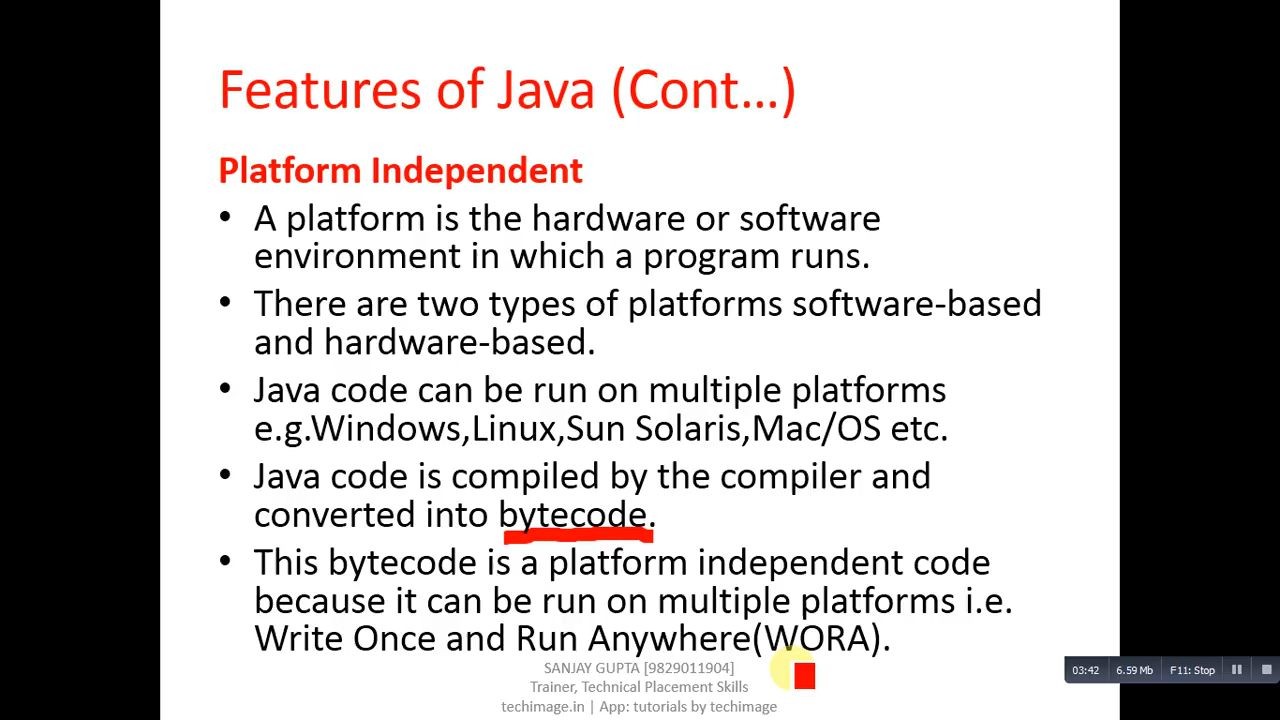 Features of Java (Cont...)
Platform Independent
• A platform is the hardware or software
environment in which a program runs.
• There are two types of platforms software-based
and hardware-based.
• Java code can be run on multiple platforms
e.g.Windows,Linux,Sun Solaris,Mac/OS etc.
• Java code is compiled by the compiler and
converted into bytecode.
• This bytecode is a platform independent code
because it can be run on multiple platforms i.e.
Write Once and Run Anywhere(WORA).
SANJAY GUPTA [9829011904]
Trainer, Technical Placement Skills
techimage.in | App: tutorials by techimage
03:42 6.59 Mb F11: Stop